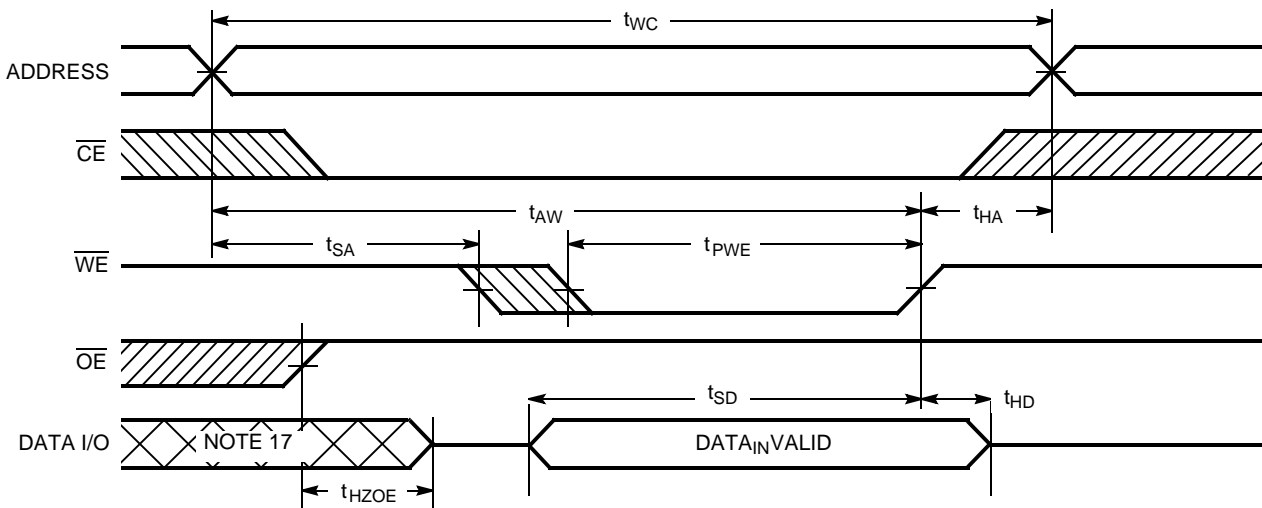 tWC
ADDRESS
CE
tAW
tHA
tSA
tPWE
WE
OE
tSD
tHD
DATA I/O
NOTE 17
DATAINVALID
tHZOE